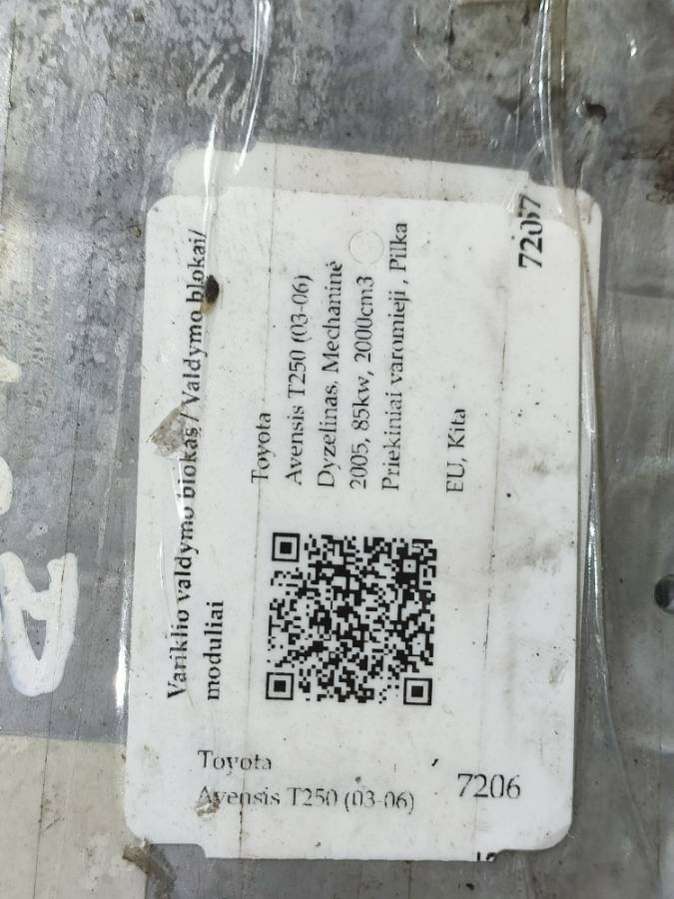 Variklio valdymo blokas / Valdymo blokai/
moduliai
Toyota
Avensis T250 (03-06)
Dyzelinas, Mechaninė
2005, 85kw, 2000cm3
Priekiniai varomieji , Pilka
EU, Kita
7207
Toyota
Avensis T250 (03-06)
7206